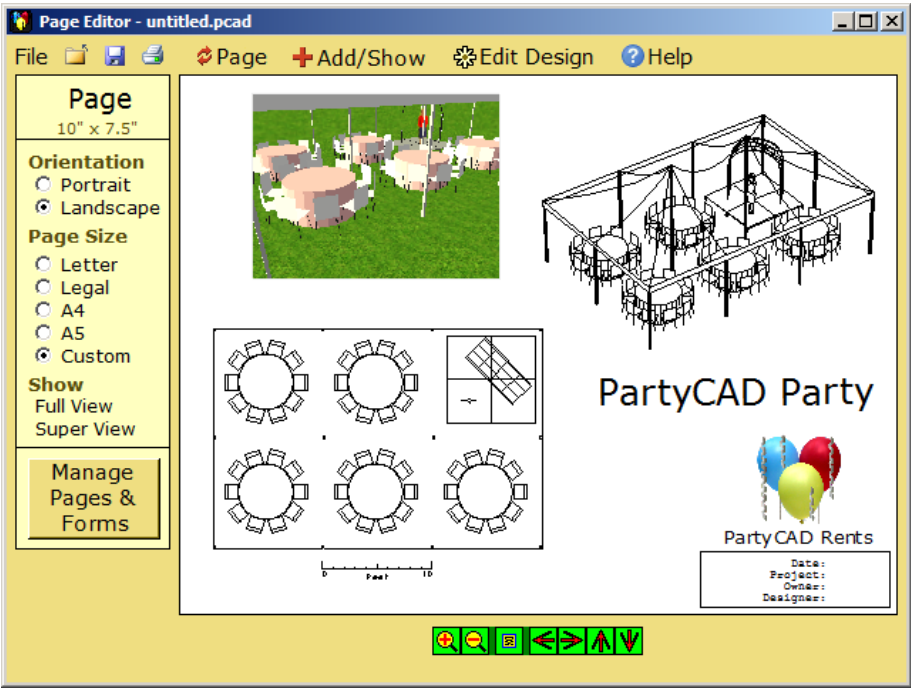 Page Editor - untitled.pcad
File Page Add/Show Edit Design Help
Page
10" x 7.5"
Orientation
Portrait
Landscape
Page Size
Letter
Legal
A4
A5
Custom
Show
Full View
Super View
Manage
Pages &
Forms
0 10
Feet
PartyCAD Party
PartyCAD Rents
Date:
Project:
Owner:
Designer: